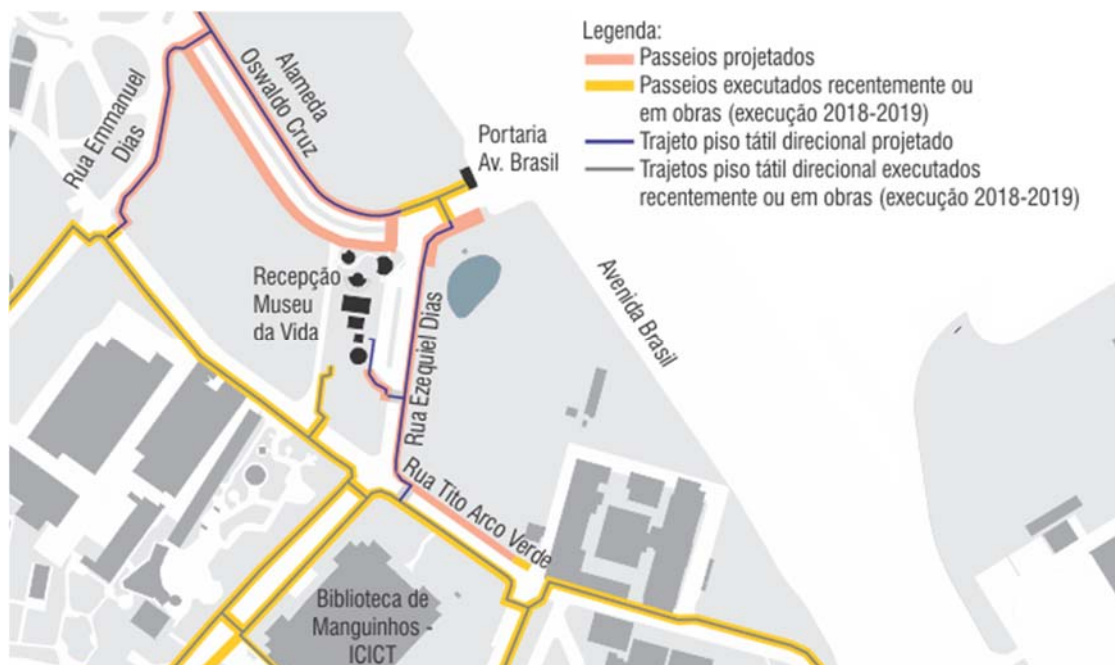 Legenda:
Passeios projetados
Passeios executados recentemente ou
em obras (execução 2018-2019)
Trajeto piso tátil direcional projetado
Trajetos piso tátil direcional executados
recentemente ou em obras (execução 2018-2019)
Alameda
Oswaldo Cruz
Rua Emmanuel
Dias
Portaria
Av. Brasil
Recepção
Museu
da Vida
Rua Ezequiel Dias
Avenida Brasil
Rua Tito Arco Verde
Biblioteca de
Manguinhos -
ICICT